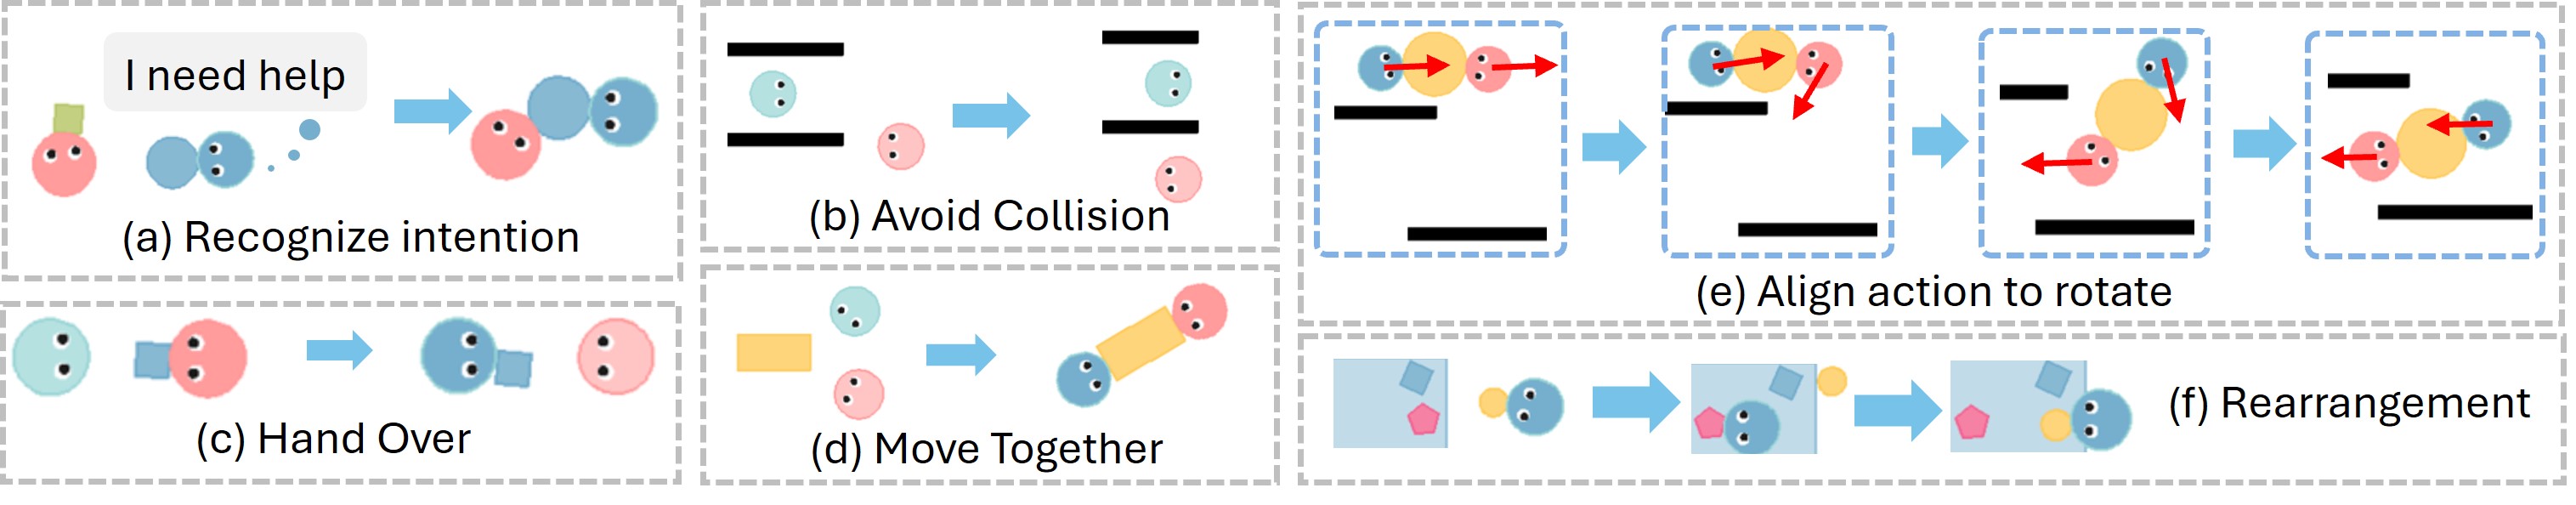 I need help
(a) Recognize intention
(b) Avoid Collision
(c) Hand Over
(d) Move Together
(e) Align action to rotate
(f) Rearrangement